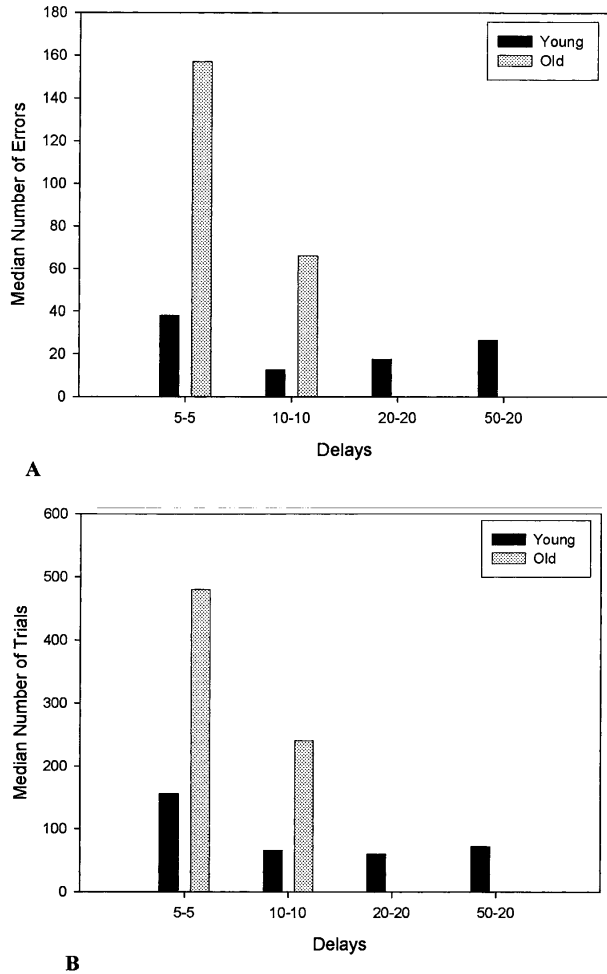 180
160
140
120
100
80
60
40
20
0
Median Number of Errors
Young
Old
5-5 10-10 20-20 50-20
Delays
A
600
500
400
300
200
100
0
Median Number of Trials
Young
Old
5-5 10-10 20-20 50-20
Delays
B